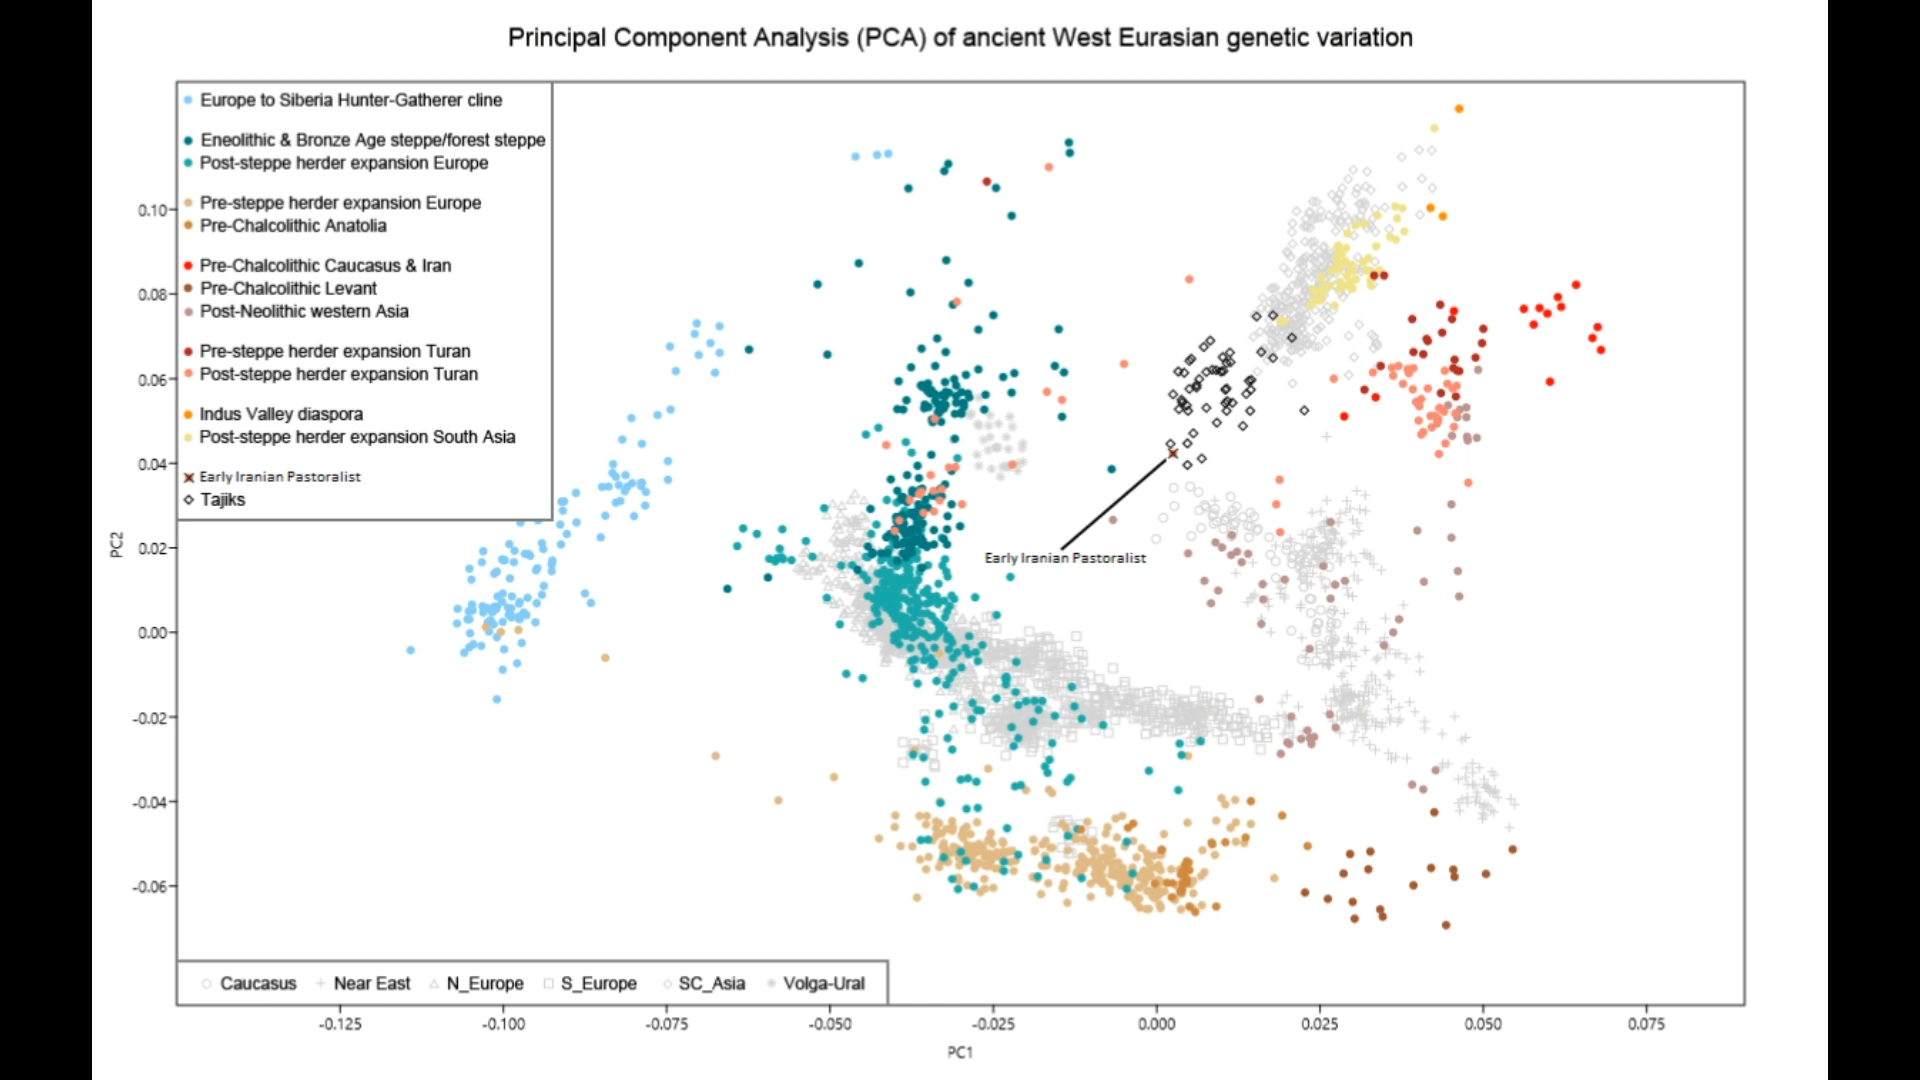 Principal Component Analysis (PCA) of ancient West Eurasian genetic variation
Europe to Siberia Hunter-Gatherer cline
Eneolithic & Bronze Age steppe/forest steppe
Post-steppe herder expansion Europe
Pre-steppe herder expansion Europe
Pre-Chalcolithic Anatolia
Pre-Chalcolithic Caucasus & Iran
Pre-Chalcolithic Levant
Post-Neolithic western Asia
Pre-steppe herder expansion Turan
Post-steppe herder expansion Turan
Indus Valley diaspora
Post-steppe herder expansion South Asia
Early Iranian Pastoralist
Tajiks
0.10
0.08
0.06
0.04
0.02
0.00
-0.02
-0.04
-0.06
PC2
Early Iranian Pastoralist
Caucasus Near East N_Europe S_Europe SC_Asia Volga-Ural
-0.125 -0.100 -0.075 -0.050 -0.025 0.000 0.025 0.050 0.075
PC1